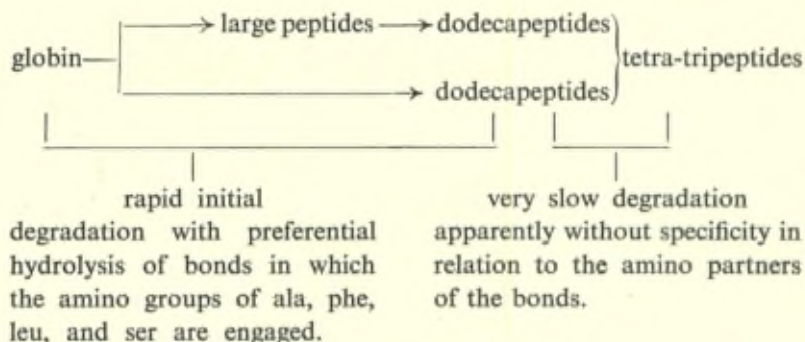 large peptides dodecapeptides
globin tetra-tripeptides
dodecapeptides
rapid initial
degradation with preferential
hydrolysis of bonds in which
the amino groups of ala, phe,
leu, and ser are engaged.
very slow degradation
apparently without specificity in
relation to the amino partners
of the bonds.